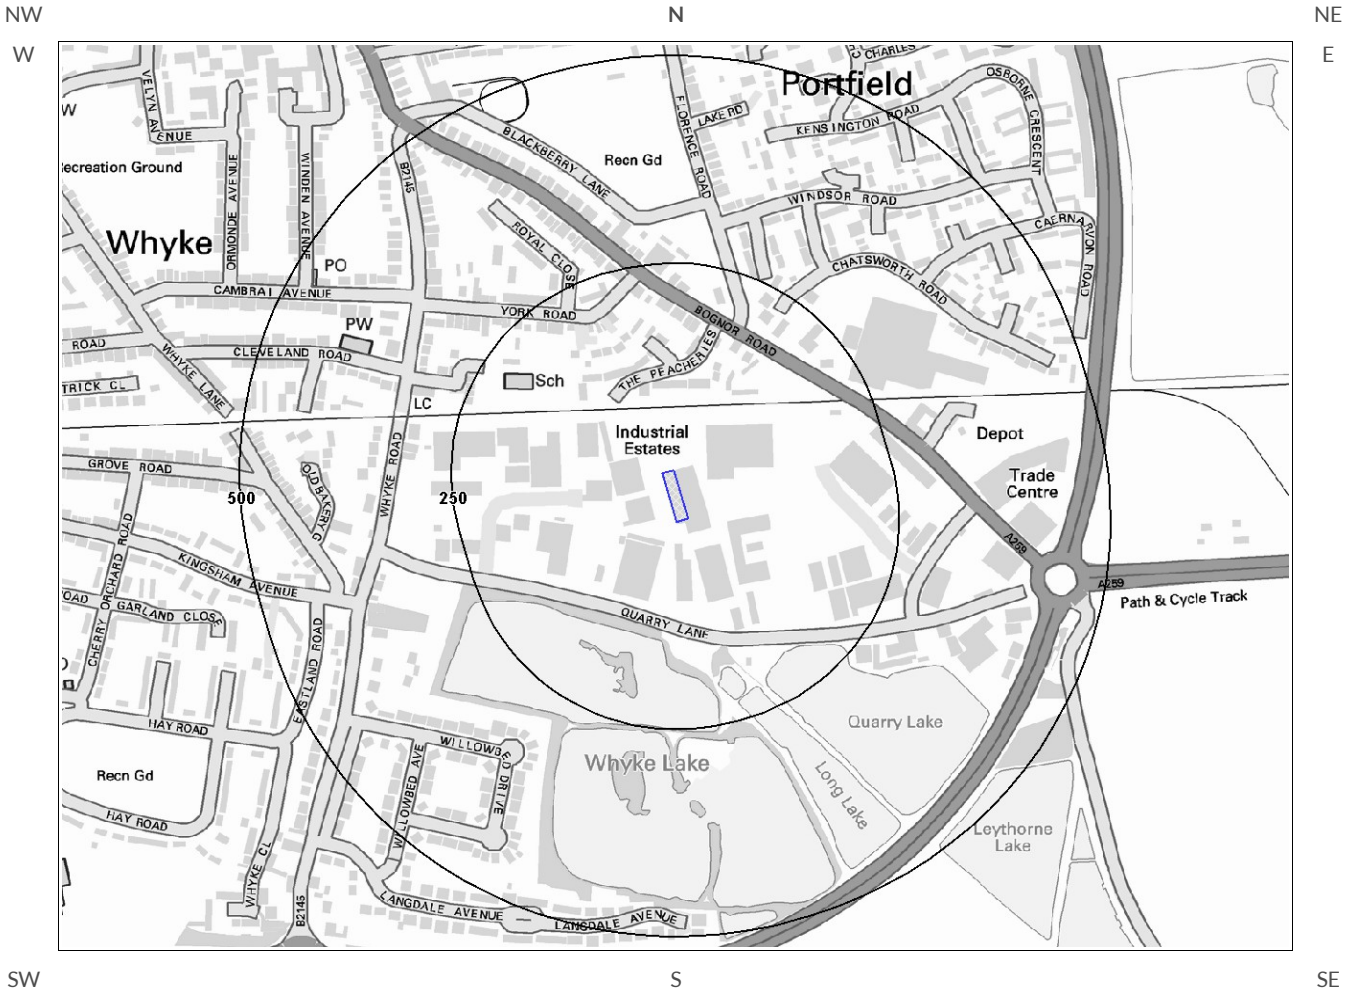 NW
N
NE
W
E
CHARLES
Portfield
OSBORNE CRESCENT
VELYN AVENUE
W
LAKE RD
KENSINGTON ROAD
FLORENCE ROAD
BLACKBERRY LANE
Recn Gd
ecreation Ground
B2145
WINDEN AVENUE
ORMONDE AVENUE
WINDSOR ROAD
ROYAL CLOSE
CAERNARVON ROAD
Whyke
PO
CHATSWORTH ROAD
CAMBRAI AVENUE
YORK ROAD
BOGNOR ROAD
PW
ROAD
CLEVELAND ROAD
WHYKE LANE
THE PEACHERIES
TRICK CL
Sch
LC
Industrial
Estates
Depot
GROVE ROAD
OLD BAKERY G
WHYKE ROAD
Trade
Centre
500
250
A259
KINGSHAM AVENUE
CHERRY ORCHARD ROAD
A259
Path & Cycle Track
OAD
GARLAND CLOSE
QUARRY LANE
EASTLAND ROAD
HAY ROAD
Quarry Lake
WILLOWBED DRIVE
WILLOWBED AVE
Whyke Lake
Recn Gd
Long Lake
HAY ROAD
Leythorne
Lake
WHYKE CL
B2145
LANGDALE AVENUE
LANGDALE AVENUE
SW
S
SE